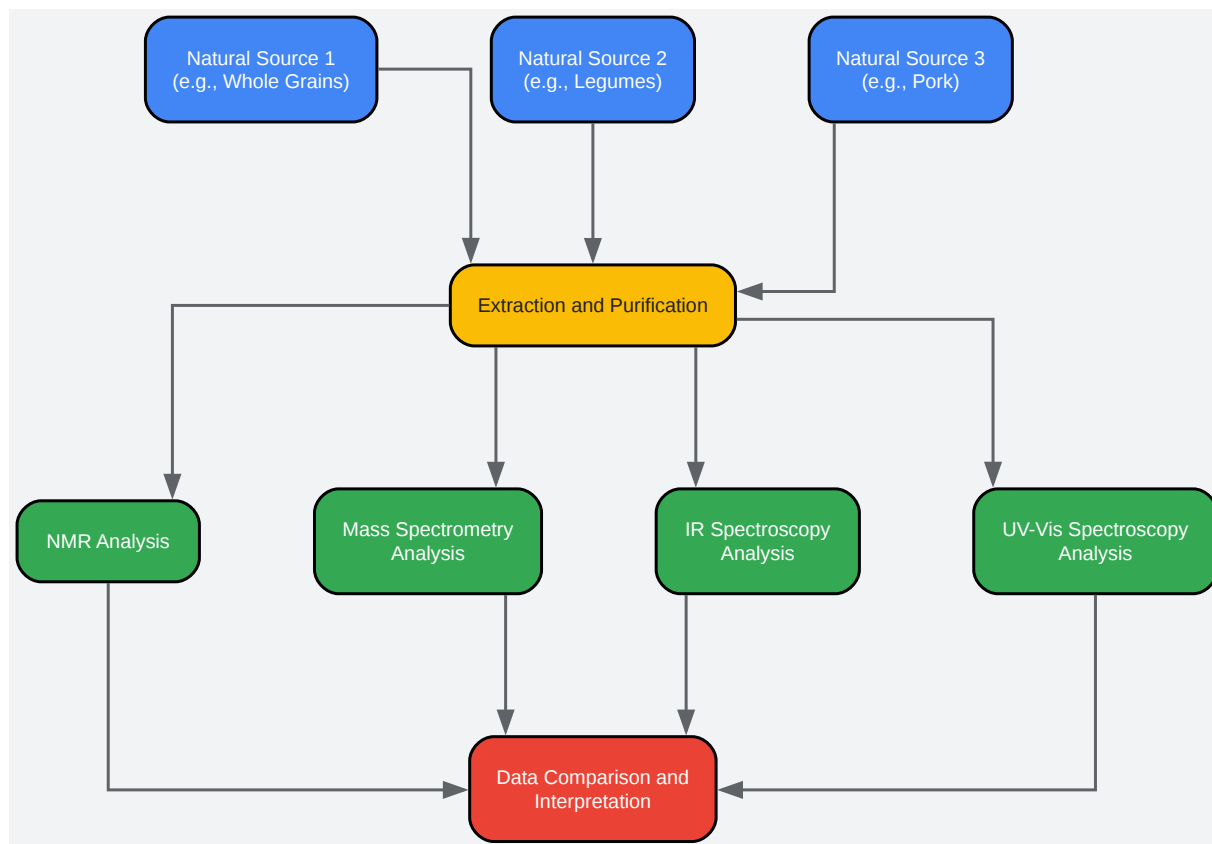 Natural Source 1
(e.g., Whole Grains)
Natural Source 2
(e.g., Legumes)
Natural Source 3
(e.g., Pork)
Extraction and Purification
NMR Analysis
Mass Spectrometry
Analysis
IR Spectroscopy
Analysis
UV-Vis Spectroscopy
Analysis
Data Comparison and
Interpretation